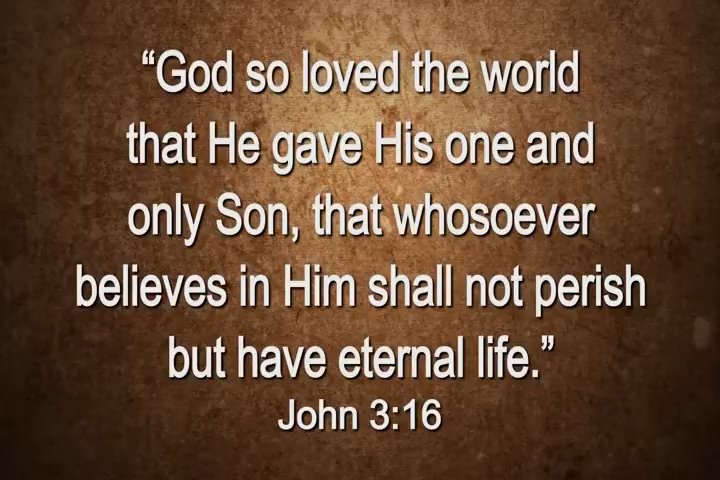 “God so loved the world
that He gave His one and
only Son, that whosoever
believes in Him shall not perish
but have eternal life.”
John 3:16